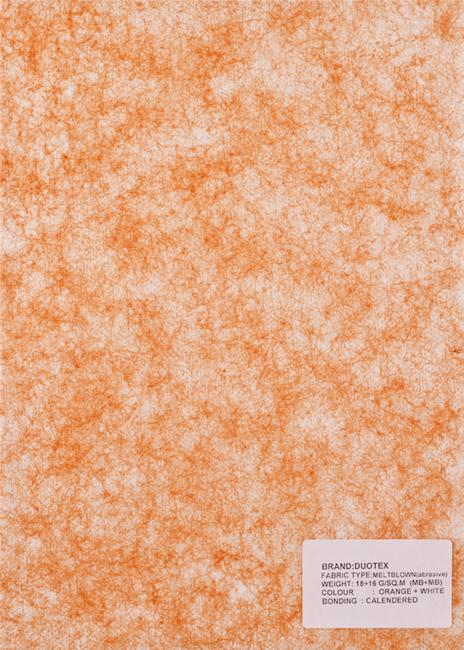 BRAND:DUOTEX
FABRIC TYPE:MELTBLOWN(abrasive)
WEIGHT: 18+16 G/SQ.M (MB+MB)
COLOUR : ORANGE + WHITE
BONDING : CALENDERED